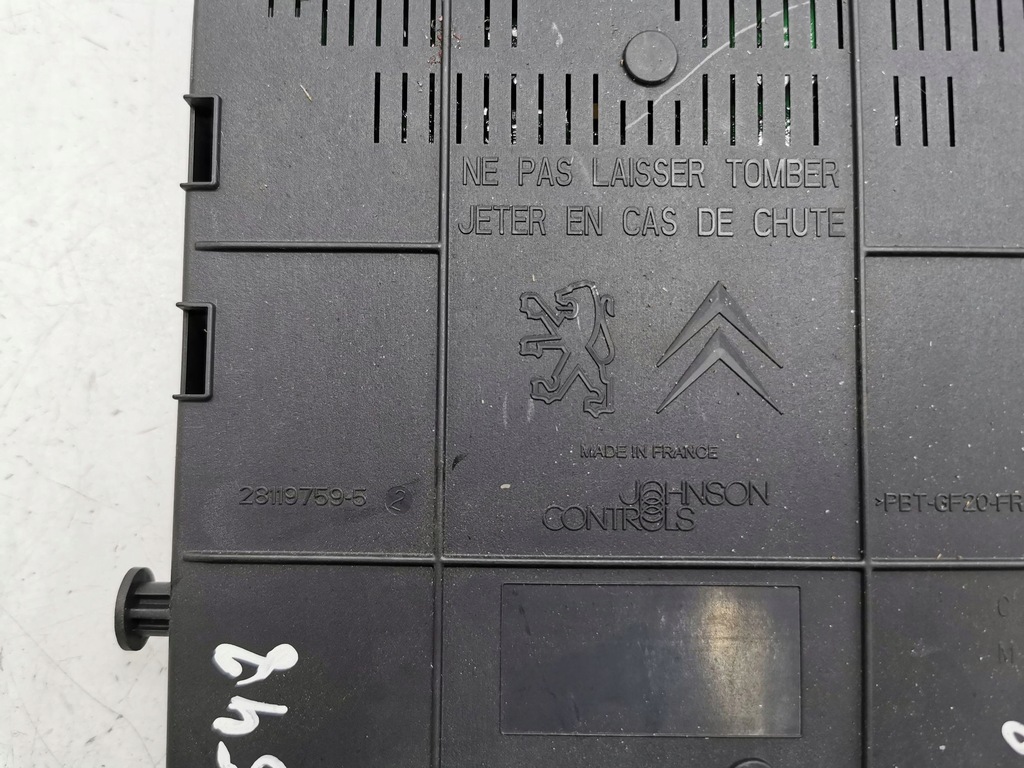 NE PAS LAISSER TOMBER
JETER EN CAS DE CHUTE
MADE IN FRANCE
28119759-5 2
JOHNSON
CONTROLS
>PBT-GF20-FR
C
M